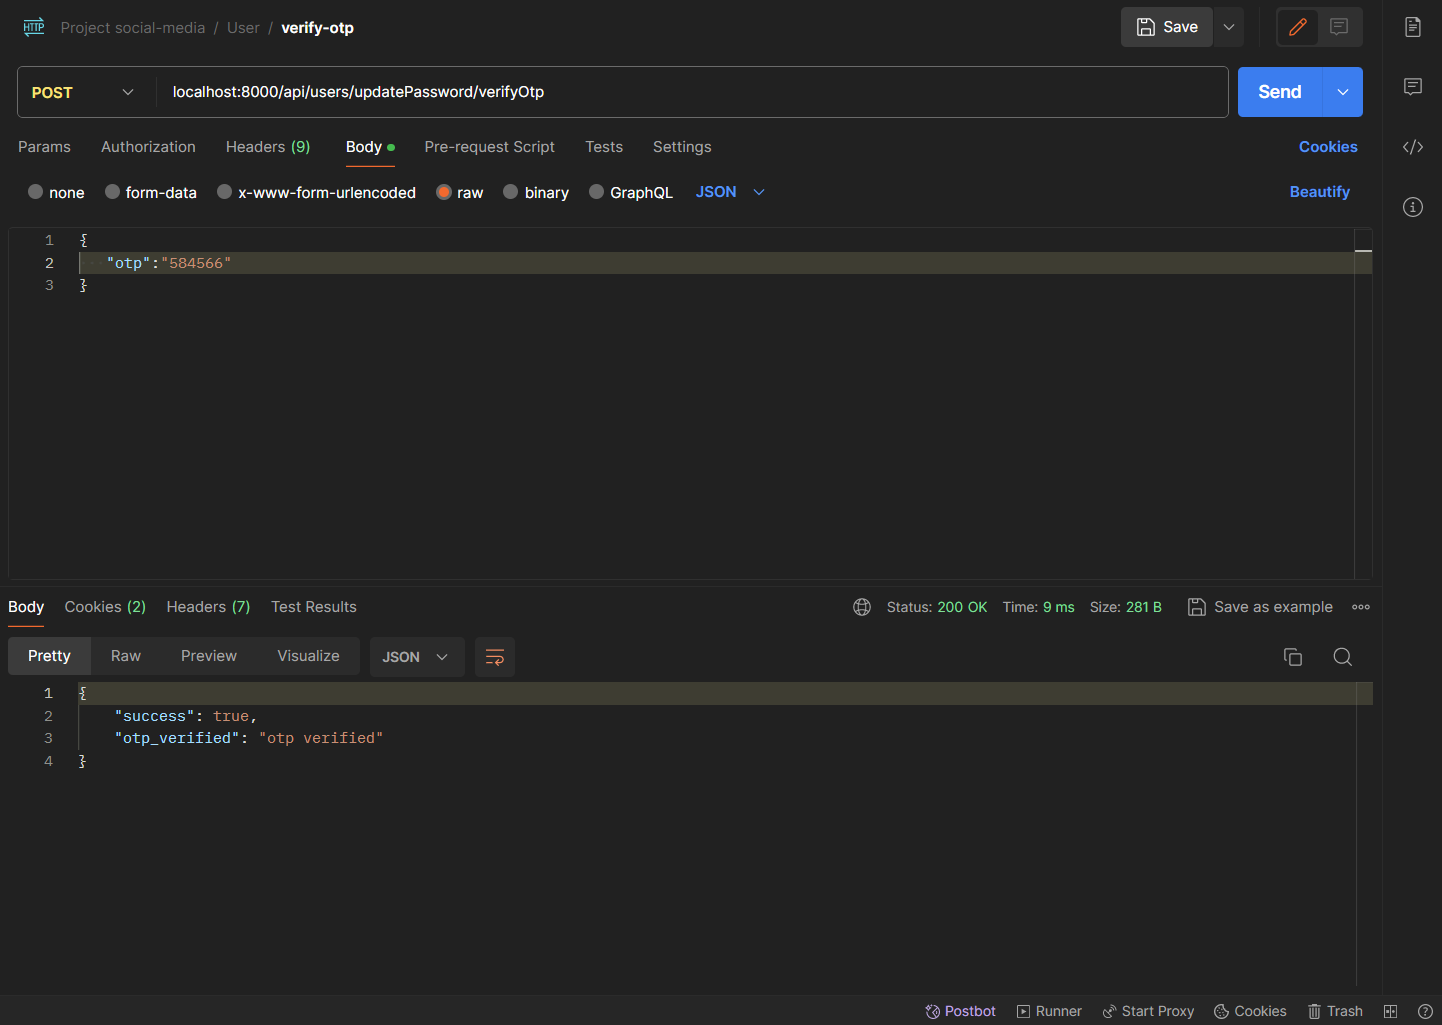 HTTP Project social-media / User / verify-otp Save
POST localhost:8000/api/users/updatePassword/verifyOtp Send
Params Authorization Headers (9) Body Pre-request Script Tests Settings Cookies
none form-data x-www-form-urlencoded raw binary GraphQL JSON Beautify
1 {
2 "otp":"584566"
3 }
Body Cookies (2) Headers (7) Test Results Status: 200 OK Time: 9 ms Size: 281 B Save as example
Pretty Raw Preview Visualize JSON
1 {
2 "success": true,
3 "otp_verified": "otp verified"
4 }
Postbot Runner Start Proxy Cookies Trash